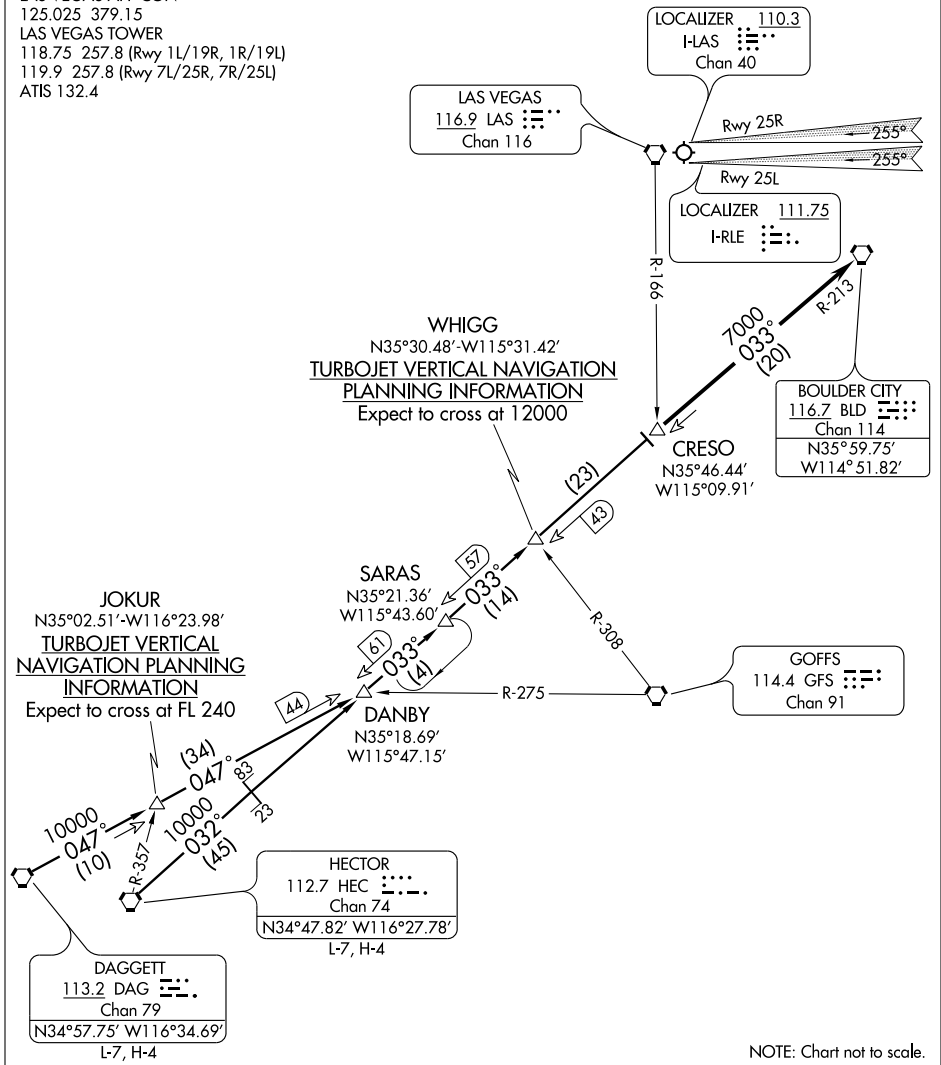 125.025 379.15
LAS VEGAS TOWER
118.75 257.8 (Rwy 1L/19R, 1R/19L)
119.9 257.8 (Rwy 7L/25R, 7R/25L)
ATIS 132.4
LOCALIZER 110.3
I-LAS
Chan 40
LAS VEGAS
116.9 LAS
Chan 116
Rwy 25R
255°
255°
Rwy 25L
LOCALIZER 111.75
I-RLE
R-166
R-213
7000
033°
(20)
BOULDER CITY
116.7 BLD
Chan 114
N35°59.75'
W114°51.82'
WHIGG
N35°30.48'-W115°31.42'
TURBOJET VERTICAL NAVIGATION
PLANNING INFORMATION
Expect to cross at 12000
CRESO
N35°46.44'
W115°09.91'
(23)
43
57
033°
(14)
SARAS
N35°21.36'
W115°43.60'
61
033°
(4)
R-308
JOKUR
N35°02.51'-W116°23.98'
TURBOJET VERTICAL
NAVIGATION PLANNING
INFORMATION
Expect to cross at FL 240
GOFFS
114.4 GFS
Chan 91
R-275
44
DANBY
N35°18.69'
W115°47.15'
(34)
047°
83
23
10000
047°
(10)
R-357
10000
032°
(45)
HECTOR
112.7 HEC
Chan 74
N34°47.82' W116°27.78'
L-7, H-4
DAGGETT
113.2 DAG
Chan 79
N34°57.75' W116°34.69'
L-7, H-4
NOTE: Chart not to scale.